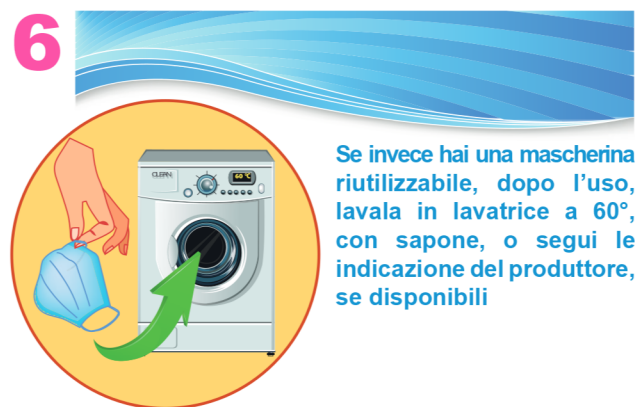 6
CLEAN
60 °C
Se invece hai una mascherina
riutilizzabile, dopo l’uso,
lavala in lavatrice a 60°,
con sapone, o segui le
indicazione del produttore,
se disponibili